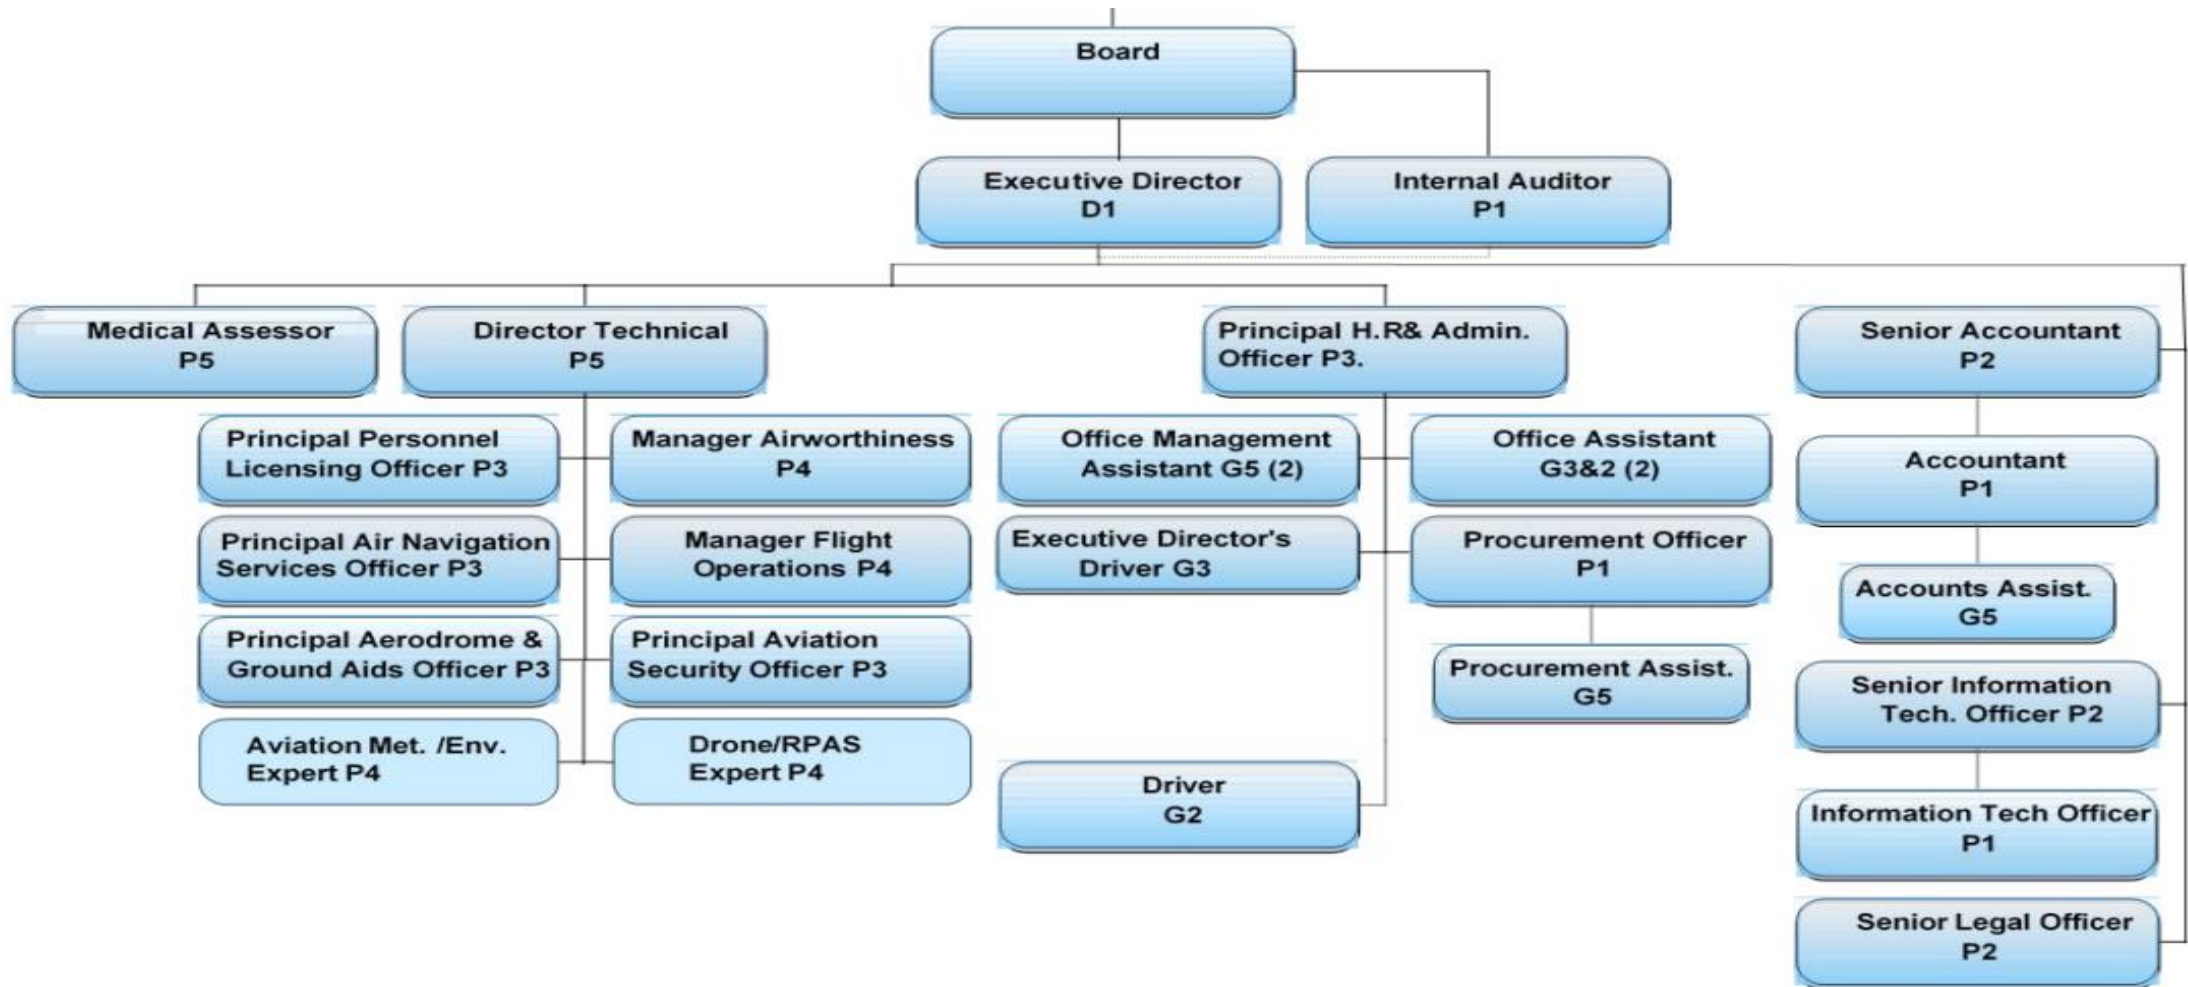 Board
Executive Director
D1
Internal Auditor
P1
Medical Assessor
P5
Director Technical
P5
Principal H.R& Admin.
Officer P3.
Senior Accountant
P2
Principal Personnel
Licensing Officer P3
Manager Airworthiness
P4
Office Management
Assistant G5 (2)
Office Assistant
G3&2 (2)
Accountant
P1
Principal Air Navigation
Services Officer P3
Manager Flight
Operations P4
Executive Director's
Driver G3
Procurement Officer
P1
Accounts Assist.
G5
Principal Aerodrome &
Ground Aids Officer P3
Principal Aviation
Security Officer P3
Procurement Assist.
G5
Senior Information
Tech. Officer P2
Aviation Met. /Env.
Expert P4
Drone/RPAS
Expert P4
Driver
G2
Information Tech Officer
P1
Senior Legal Officer
P2